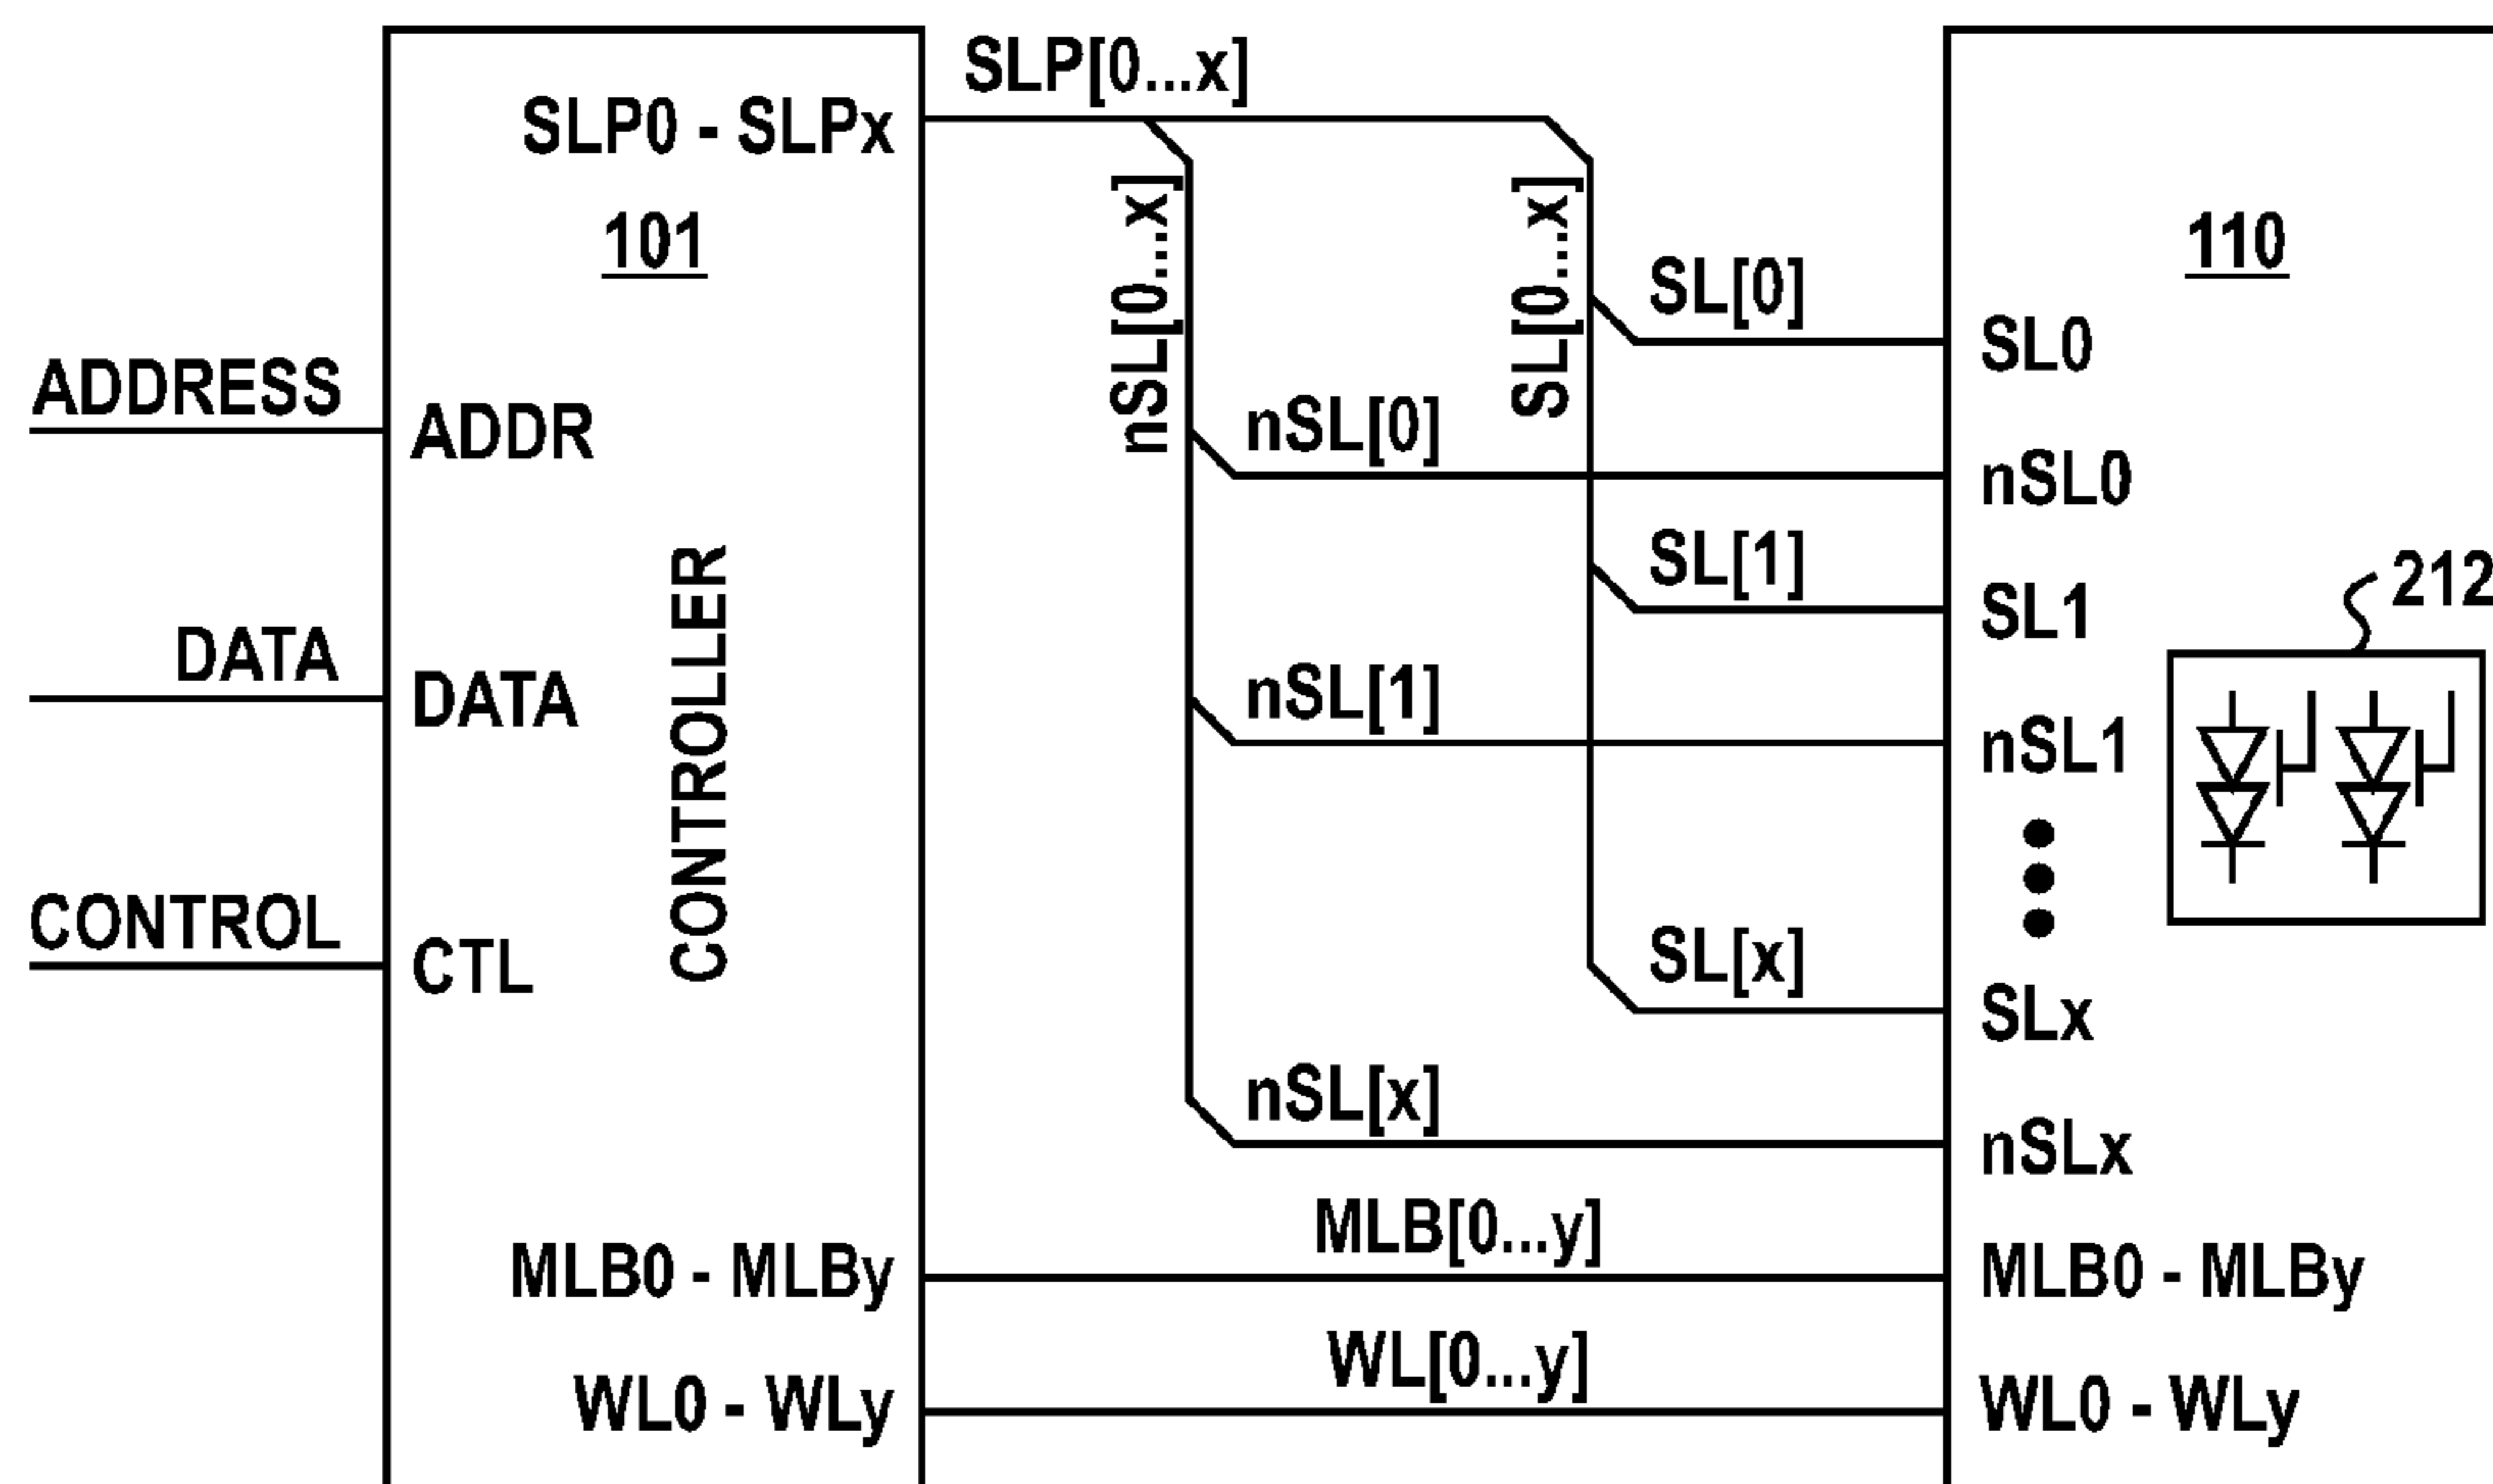 SLP[0...x]
SLP0 - SLPx
101
110
nSL[0...x]
SL[0...x]
SL[0]
SL0
ADDRESS
ADDR
nSL[0]
nSL0
SL[1]
SL1
212
DATA
DATA
CONTROLLER
nSL[1]
nSL1
CONTROL
CTL
SL[x]
SLx
nSL[x]
nSLx
MLB[0...y]
MLB0 - MLBy
MLB0 - MLBy
WL[0...y]
WL0 - WLy
WL0 - WLy